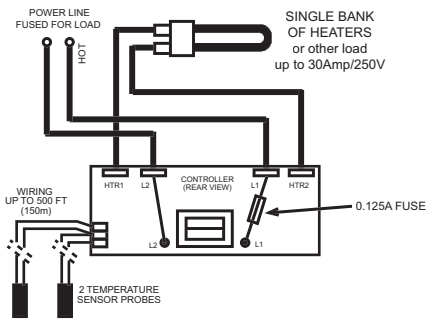 POWER LINE
FUSED FOR LOAD
HOT
SINGLE BANK
OF HEATERS
or other load
up to 30Amp/250V
HTR1
L2
CONTROLLER
(REAR VIEW)
L1
HTR2
WIRING
UP TO 500 FT
(150m)
0.125A FUSE
L2
L1
2 TEMPERATURE
SENSOR PROBES